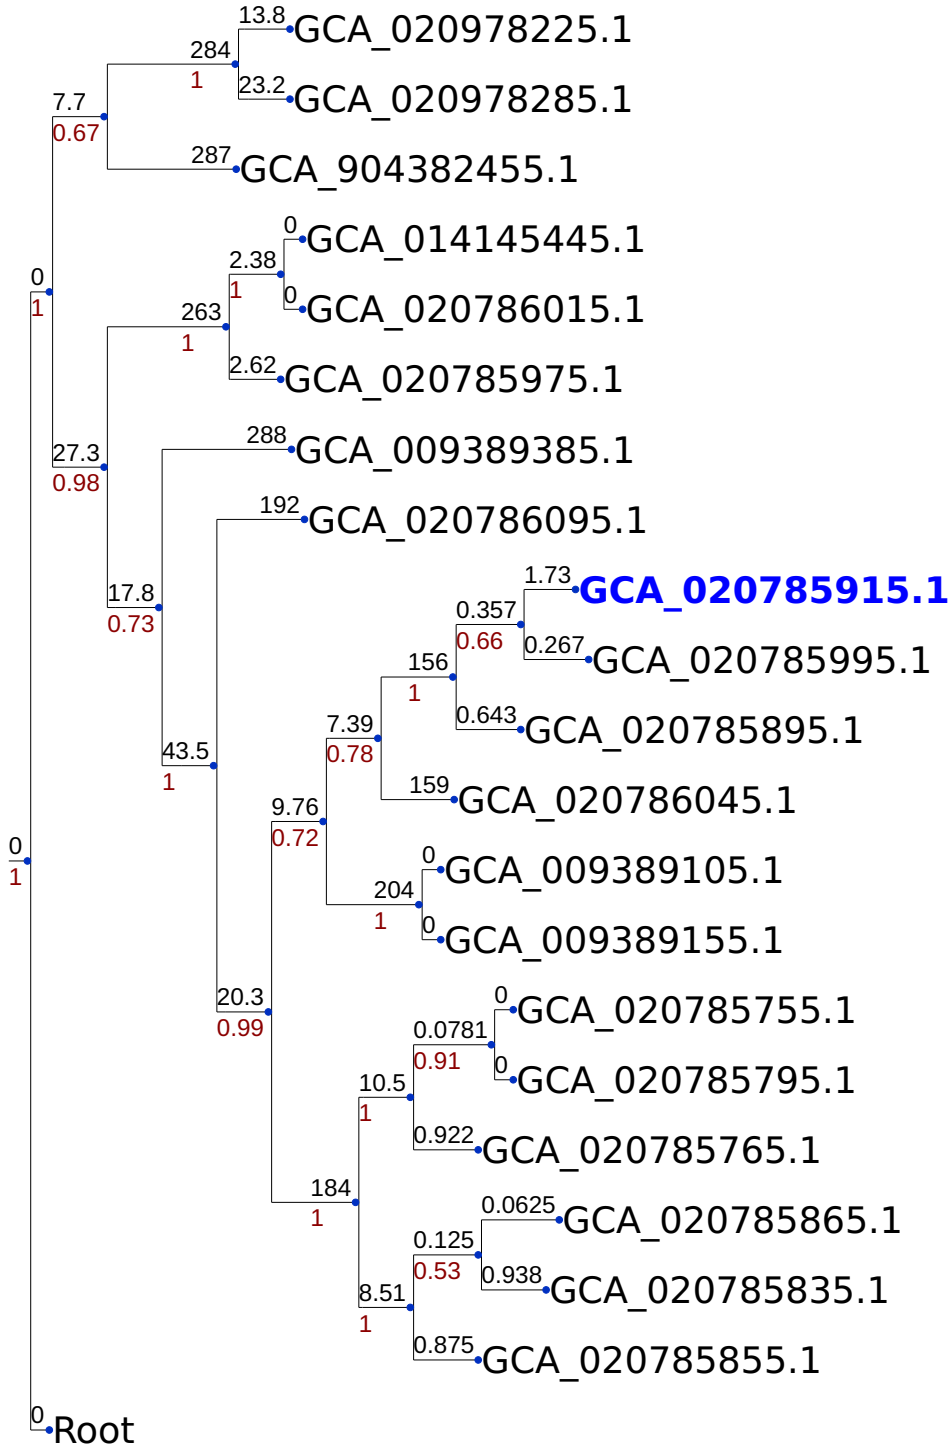 13.8
GCA_020978225.1
284
1
23.2
GCA_020978285.1
7.7
0.67
287
GCA_904382455.1
0
GCA_014145445.1
2.38
1
0
GCA_020786015.1
0
1
263
1
2.62
GCA_020785975.1
288
GCA_009389385.1
27.3
0.98
192
GCA_020786095.1
1.73
GCA_020785915.1
17.8
0.73
0.357
0.66
0.267
GCA_020785995.1
156
1
0.643
GCA_020785895.1
7.39
0.78
43.5
1
159
GCA_020786045.1
9.76
0.72
0
1
0
GCA_009389105.1
204
1
0
GCA_009389155.1
20.3
0.99
0
GCA_020785755.1
0.0781
0.91
0
GCA_020785795.1
10.5
1
0.922
GCA_020785765.1
184
1
0.0625
GCA_020785865.1
0.125
0.53
0.938
GCA_020785835.1
8.51
1
0.875
GCA_020785855.1
0
Root